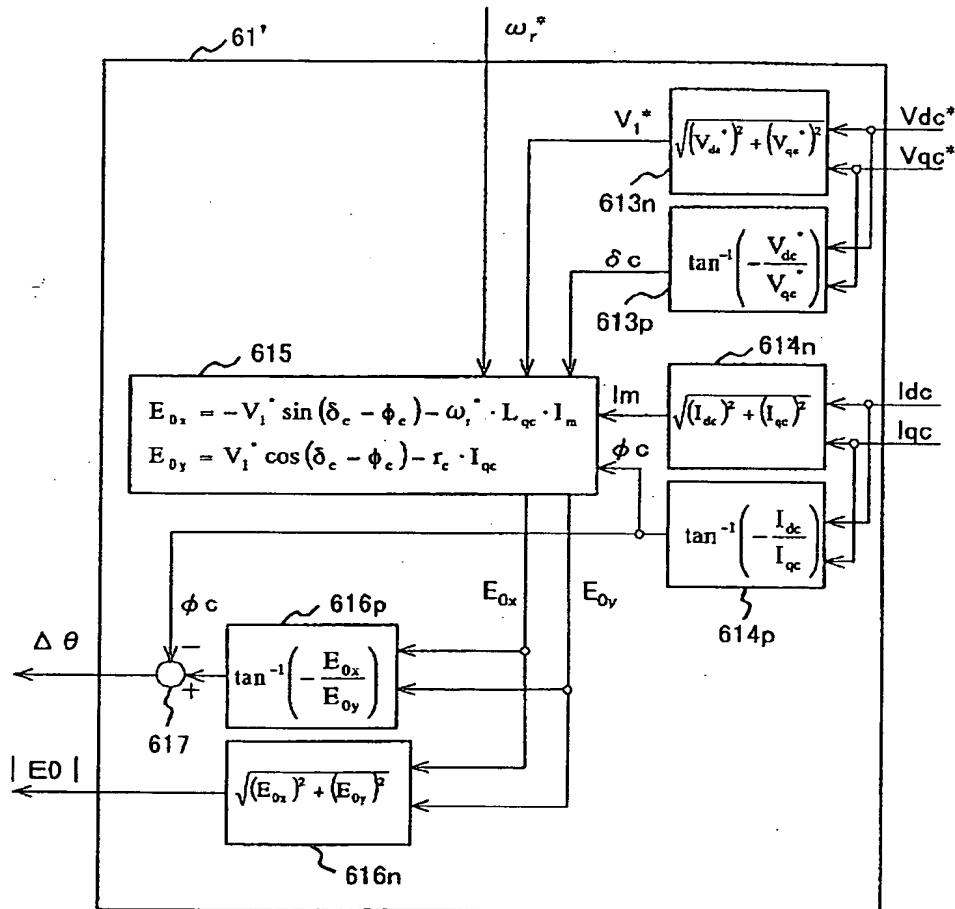 61'
ωr*
V1*
√((Vdc*)² + (Vqc*)²)
Vdc*
Vqc*
613n
δc
tan⁻¹(-Vdc*/Vqc*)
613p
615
E0x = -V1* sin(δc - φc) - ωr* · Lqc · Im
E0y = V1* cos(δc - φc) - rc · Iqc
614n
Im
√((Idc)² + (Iqc)²)
Idc
Iqc
φc
tan⁻¹(-Idc/Iqc)
614p
E0x
E0y
φc
616p
Δθ
-
+
tan⁻¹(-E0x/E0y)
617
|E0|
√((E0x)² + (E0y)²)
616n